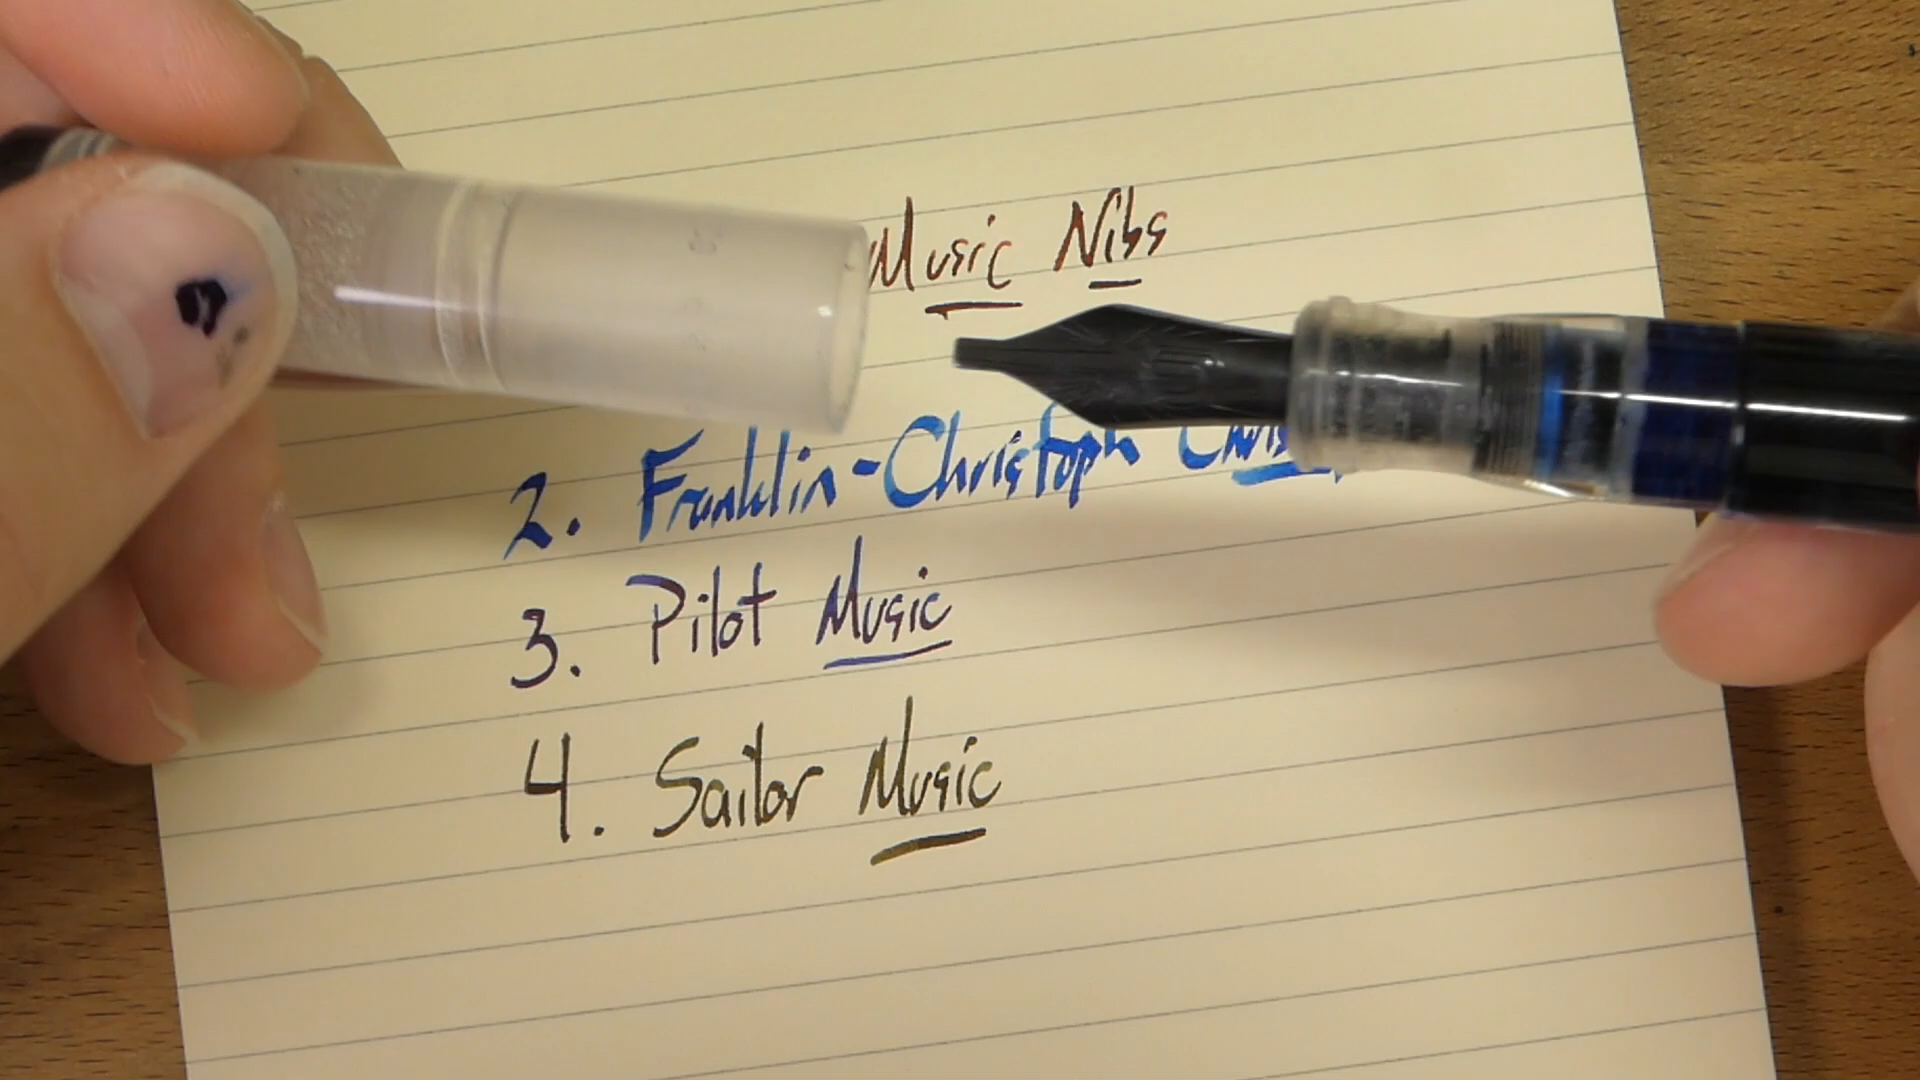 Music Nibs
2. Franklin-Christoph
3. Pilot Music
4. Sailor Music